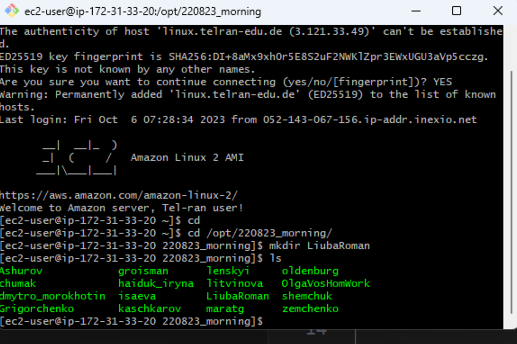 ec2-user@ip-172-31-33-20:/opt/220823_morning
The authenticity of host 'linux.telran-edu.de (3.121.33.49)' can't be establishe
d.
ED25519 key fingerprint is SHA256:DI+8aMx9xhOr5E8S2uF2NWKlZpr3EWxUGU3aVp5cczg.
This key is not known by any other names.
Are you sure you want to continue connecting (yes/no/[fingerprint])? YES
Warning: Permanently added 'linux.telran-edu.de' (ED25519) to the list of known
hosts.
Last login: Fri Oct  6 07:28:34 2023 from 052-143-067-156.ip-addr.inexio.net
__|  __|_  )
_|  (     /   Amazon Linux 2 AMI
___|\___|___|
https://aws.amazon.com/amazon-linux-2/
Welcome to Amazon server, Tel-ran user!
[ec2-user@ip-172-31-33-20 ~]$ cd
[ec2-user@ip-172-31-33-20 ~]$ cd /opt/220823_morning/
[ec2-user@ip-172-31-33-20 220823_morning]$ mkdir LiubaRoman
[ec2-user@ip-172-31-33-20 220823_morning]$ ls
Ashurov groisman lenskyi oldenburg
chumak haiduk_iryna litvinova OlgaVosHomWork
dmytro_morokhotin isaeva LiubaRoman shemchuk
Grigorchenko kaschkarov maratg zemchenko
[ec2-user@ip-172-31-33-20 220823_morning]$
14